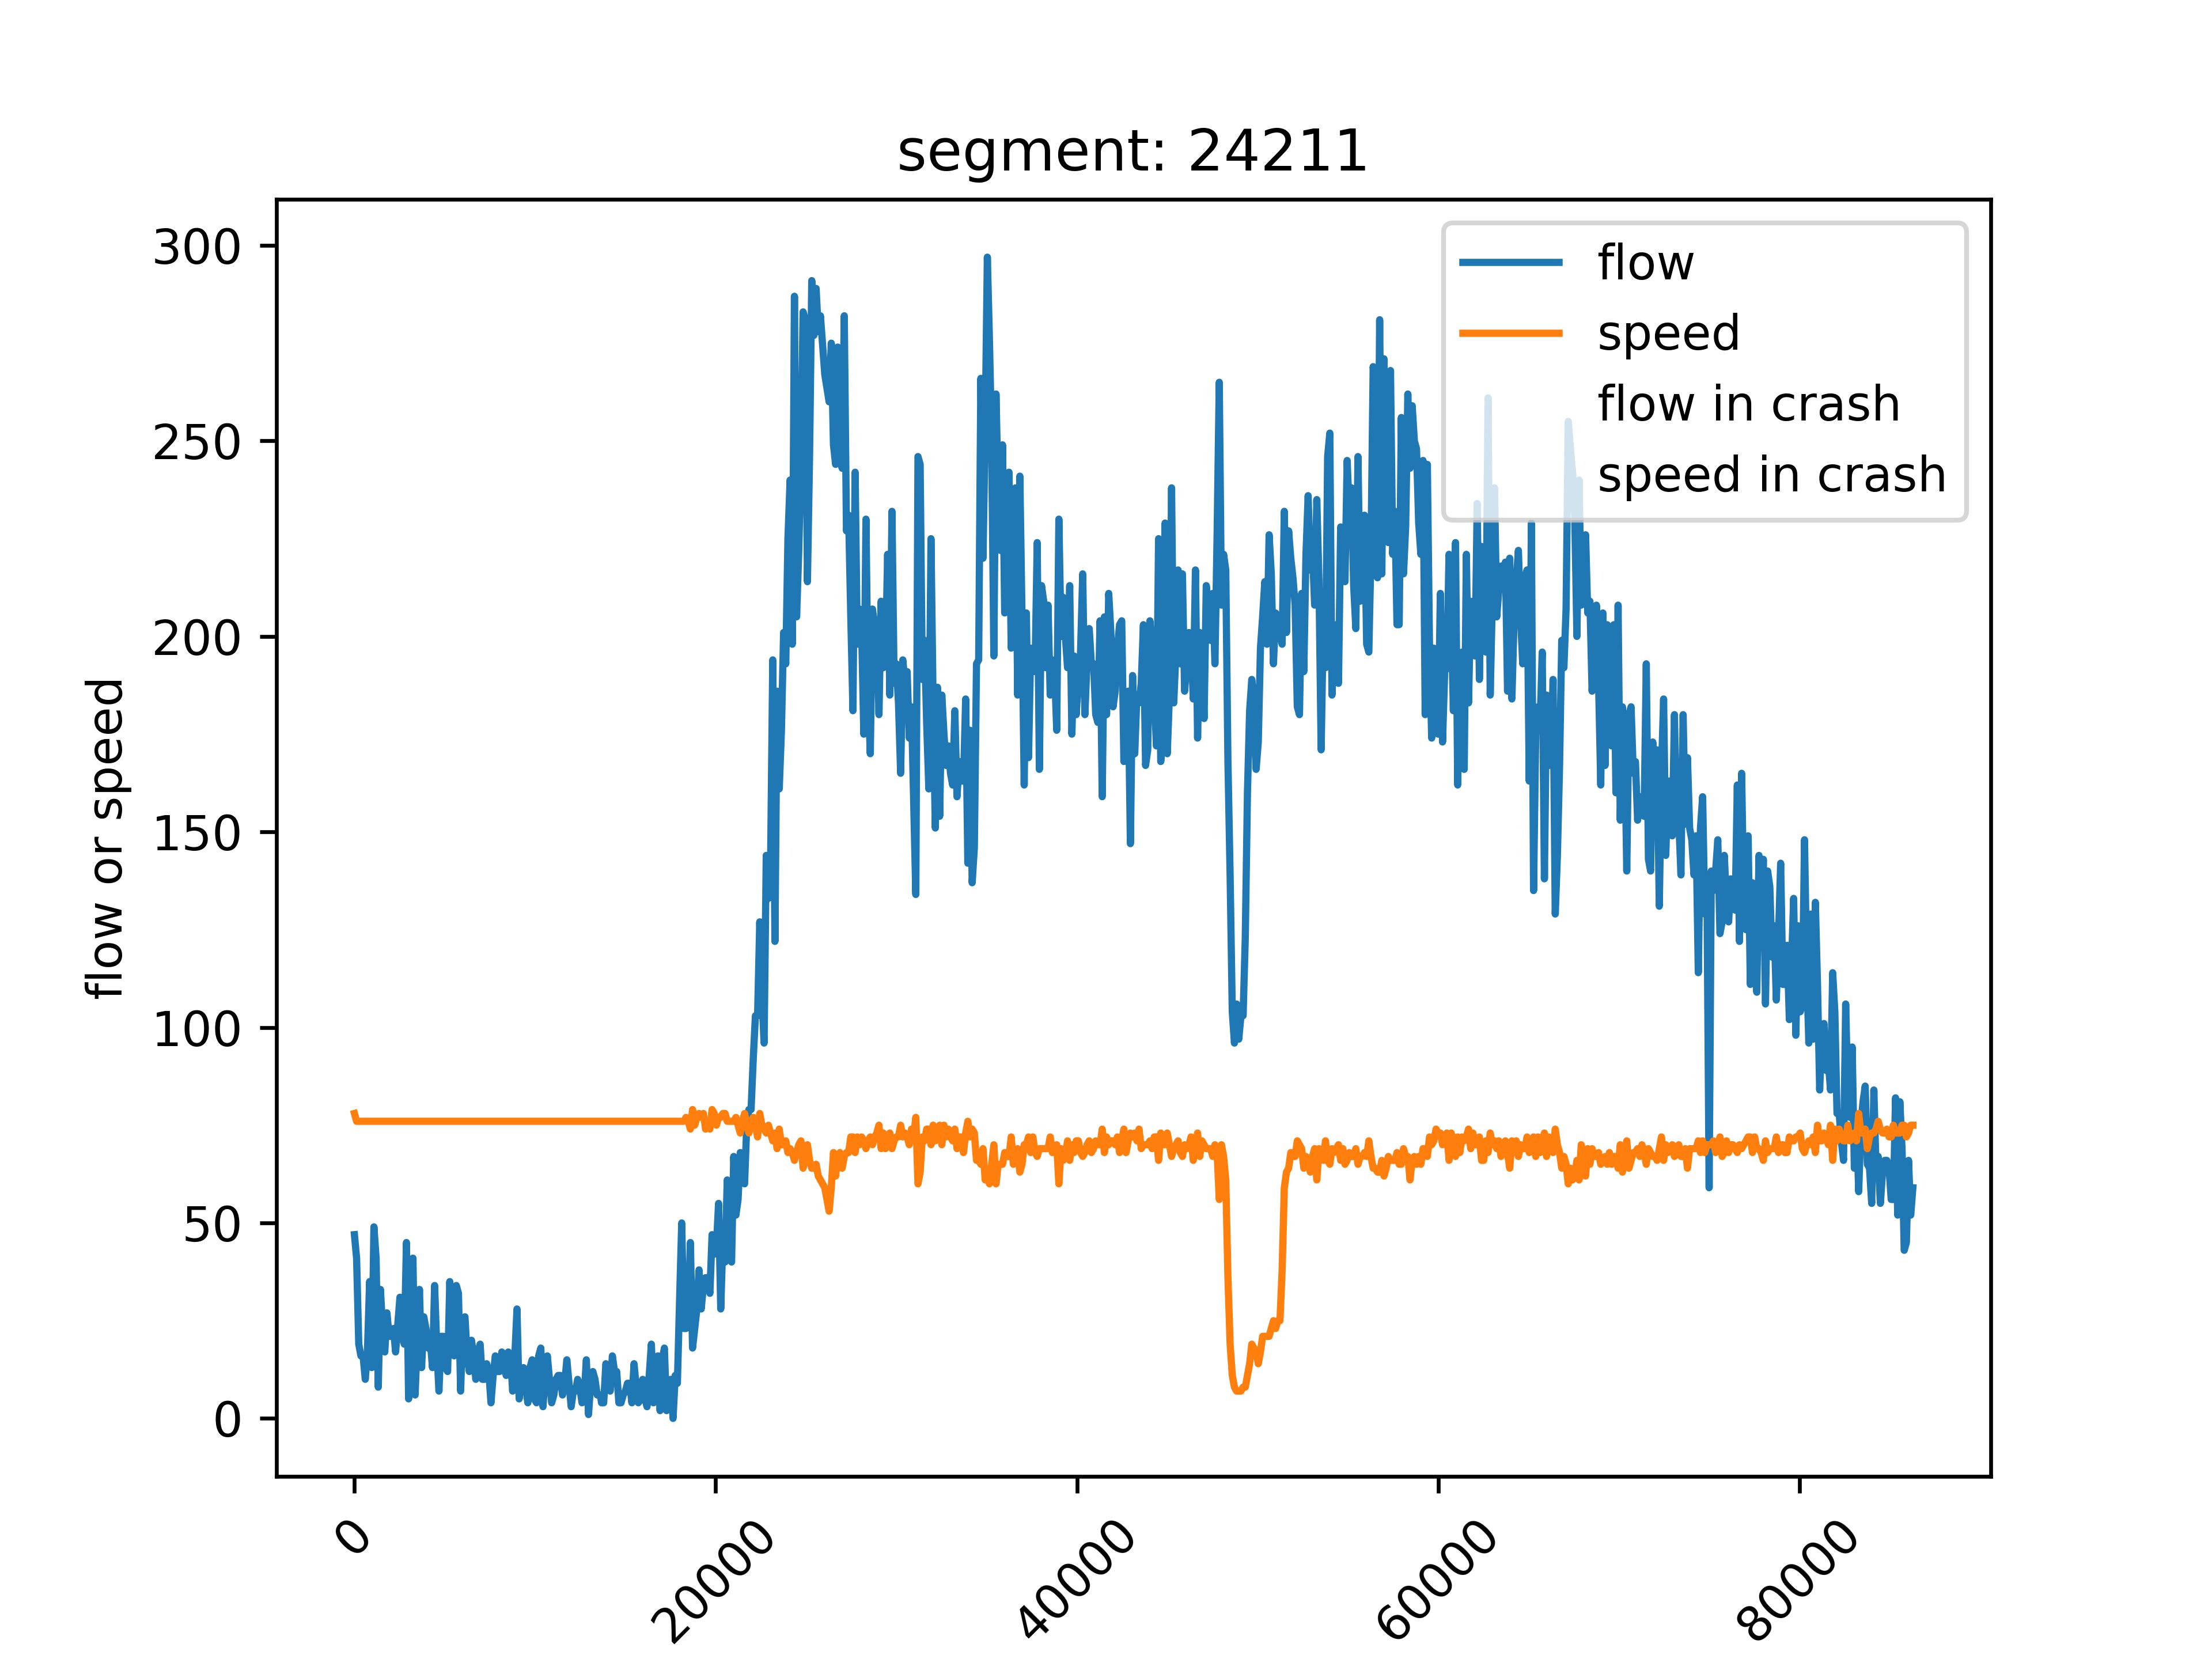 segment: 24211
300
250
200
150
100
50
0
flow or speed
flow
speed
flow in crash
speed in crash
0
20000
40000
60000
80000